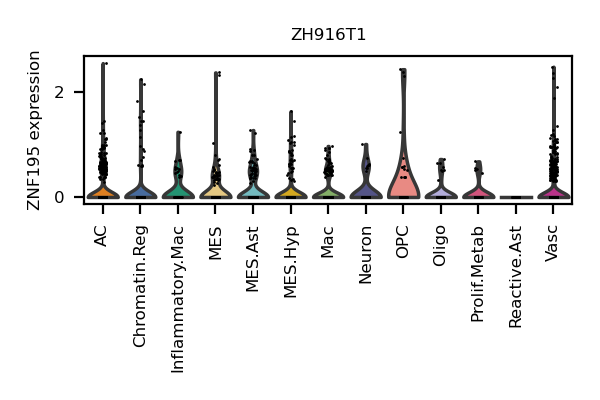 ZH916T1
ZNF195 expression
2
0
AC
Chromatin.Reg
Inflammatory.Mac
MES
MES.Ast
MES.Hyp
Mac
Neuron
OPC
Oligo
Prolif.Metab
Reactive.Ast
Vasc